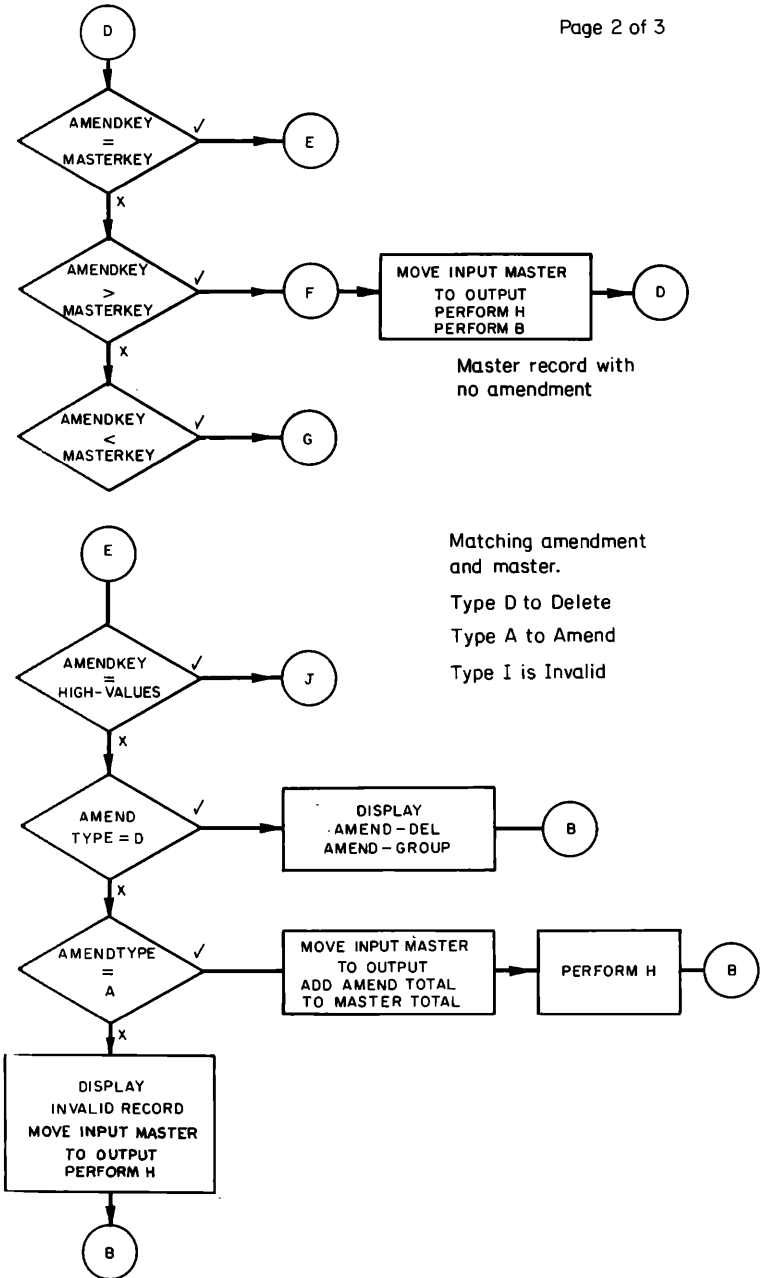 Page 2 of 3
D
AMENDKEY
=
MASTERKEY
✓
E
X
AMENDKEY
>
MASTERKEY
✓
F
MOVE INPUT MASTER
TO OUTPUT
PERFORM H
PERFORM B
D
X
Master record with
no amendment
AMENDKEY
<
MASTERKEY
✓
G
E
Matching amendment
and master.
Type D to Delete
Type A to Amend
Type I is Invalid
AMENDKEY
=
HIGH-VALUES
✓
J
X
AMEND
TYPE = D
✓
DISPLAY
AMEND-DEL
AMEND-GROUP
B
X
AMENDTYPE
=
A
✓
MOVE INPUT MASTER
TO OUTPUT
ADD AMEND TOTAL
TO MASTER TOTAL
PERFORM H
B
X
DISPLAY
INVALID RECORD
MOVE INPUT MASTER
TO OUTPUT
PERFORM H
B